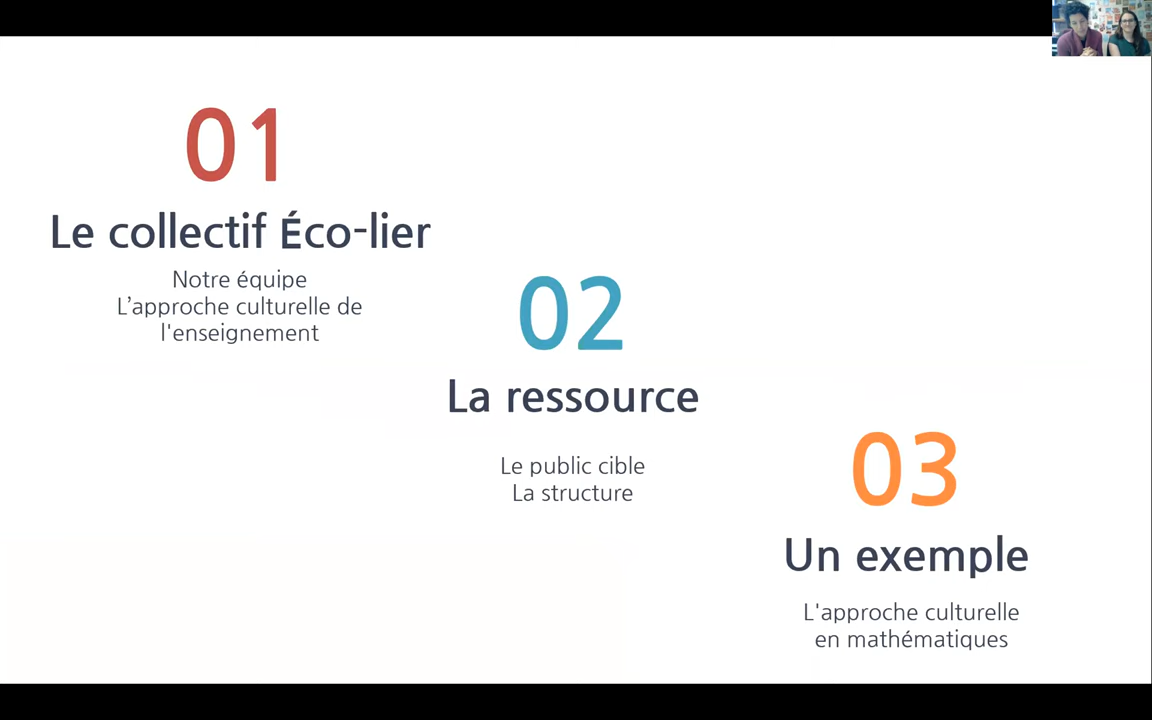 01
Le collectif Éco-lier
Notre équipe
L’approche culturelle de
l'enseignement
02
La ressource
Le public cible
La structure
03
Un exemple
L'approche culturelle
en mathématiques